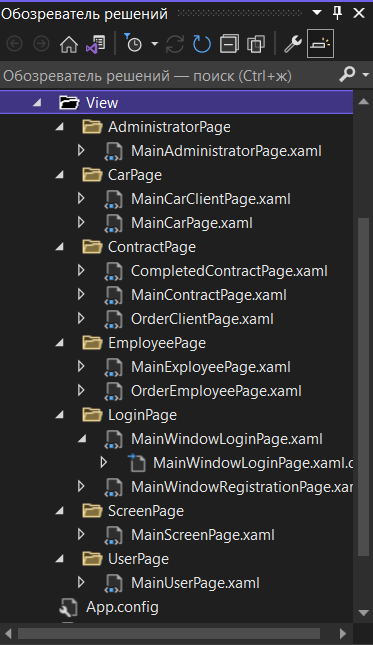 Обозреватель решений
Обозреватель решений — поиск (Ctrl+ж)
View
AdministratorPage
MainAdministratorPage.xaml
CarPage
MainCarClientPage.xaml
MainCarPage.xaml
ContractPage
CompletedContractPage.xaml
MainContractPage.xaml
OrderClientPage.xaml
EmployeePage
MainExployeePage.xaml
OrderEmployeePage.xaml
LoginPage
MainWindowLoginPage.xaml
MainWindowLoginPage.xaml.c
MainWindowRegistrationPage.xam
ScreenPage
MainScreenPage.xaml
UserPage
MainUserPage.xaml
App.config